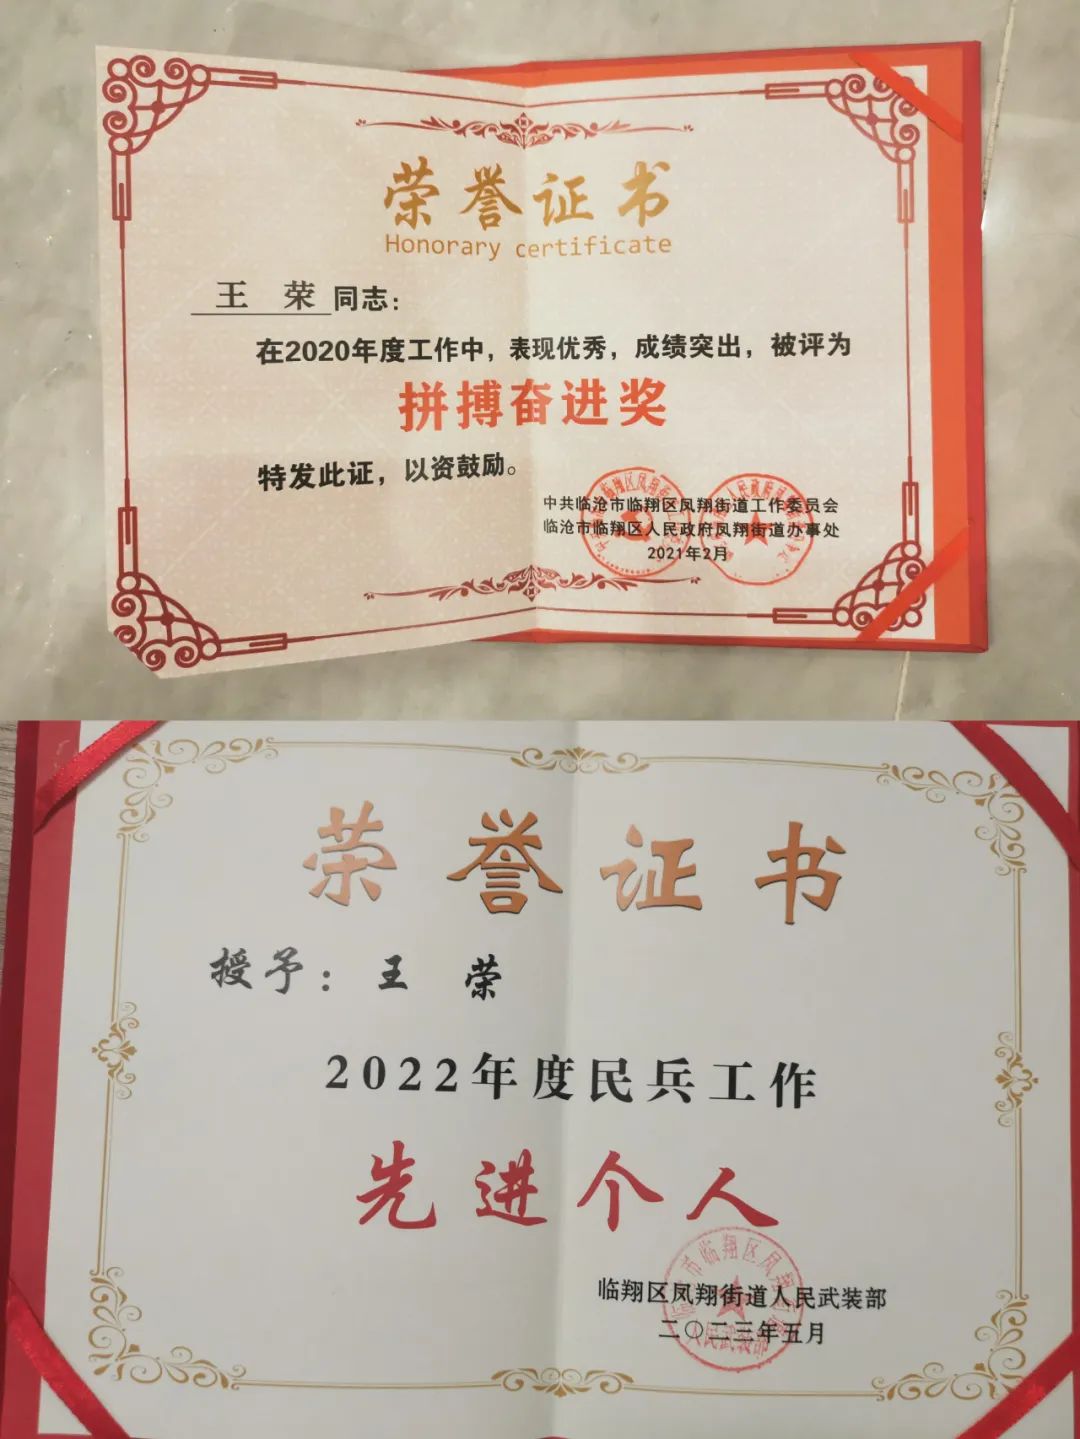 荣誉证书
Honorary certificate
王 荣 同志：
在2020年度工作中，表现优秀，成绩突出，被评为
拼搏奋进奖
特发此证，以资鼓励。
中共临沧市临翔区凤翔街道工作委员会
临沧市临翔区人民政府凤翔街道办事处
2021年2月
荣誉证书
授予：王 荣
2022年度民兵工作
先进个人
临翔区凤翔街道人民武装部
二〇二三年五月